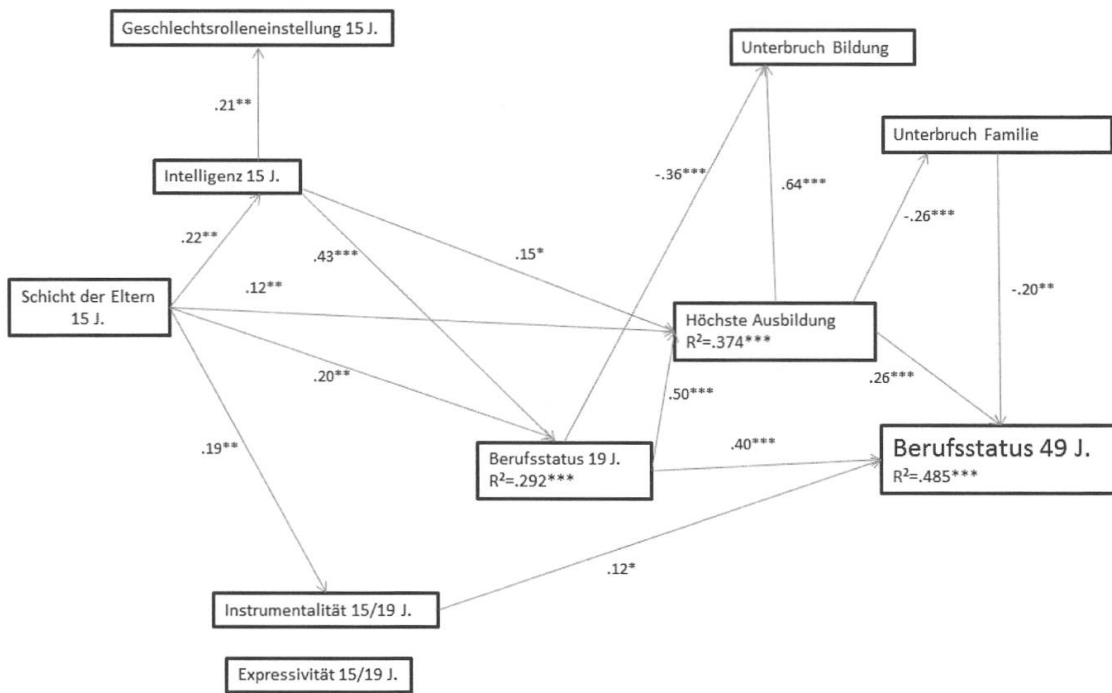 Geschlechtsrolleneinstellung 15 J.
Unterbruch Bildung
.21**
Unterbruch Familie
Intelligenz 15 J.
-.36***
.64***
-.26***
.22**
.43***
.15*
Schicht der Eltern
15 J.
.12**
-.20**
Höchste Ausbildung
R²=.374***
.20**
.50***
.26***
.19**
Berufsstatus 19 J.
R²=.292***
.40***
Berufsstatus 49 J.
R²=.485***
.12*
Instrumentalität 15/19 J.
Expressivität 15/19 J.